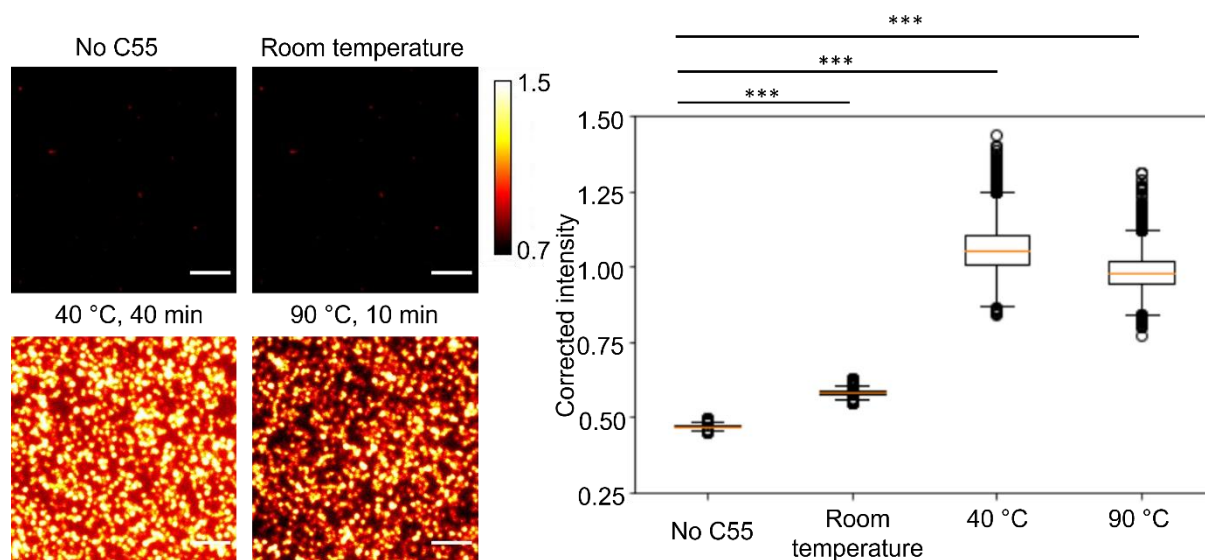 No C55
Room temperature
1.5
0.7
40 °C, 40 min
90 °C, 10 min
***
***
***
Corrected intensity
1.50
1.25
1.00
0.75
0.50
0.25
No C55
Room
temperature
40 °C
90 °C